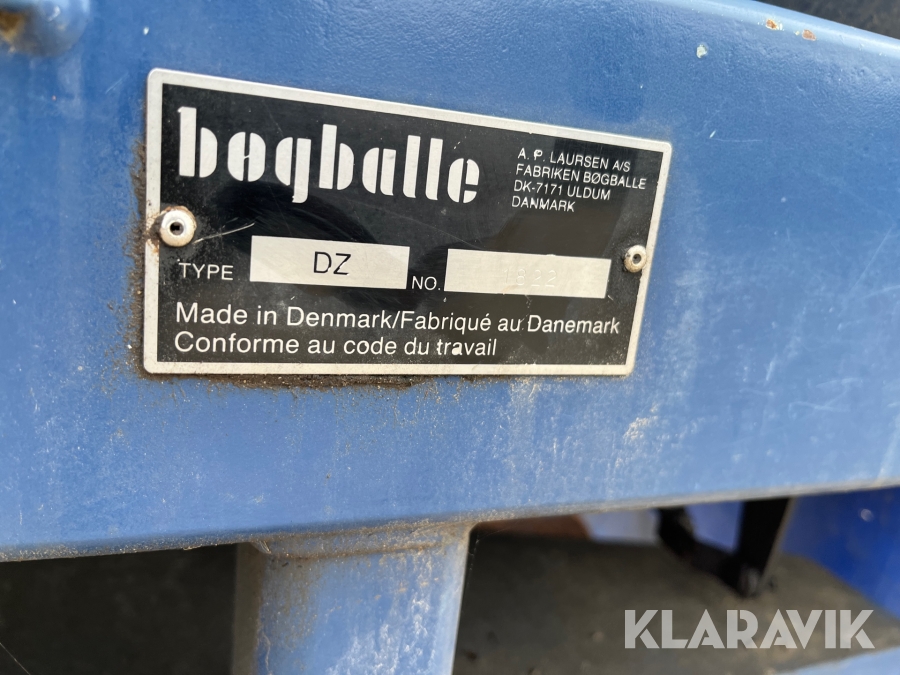 bøgballe
A. P. LAURSEN A/S
FABRIKEN BØGBALLE
DK-7171 ULDUM
DANMARK
TYPE DZ NO.
Made in Denmark/Fabriqué au Danemark
Conforme au code du travail
KLARAVIK